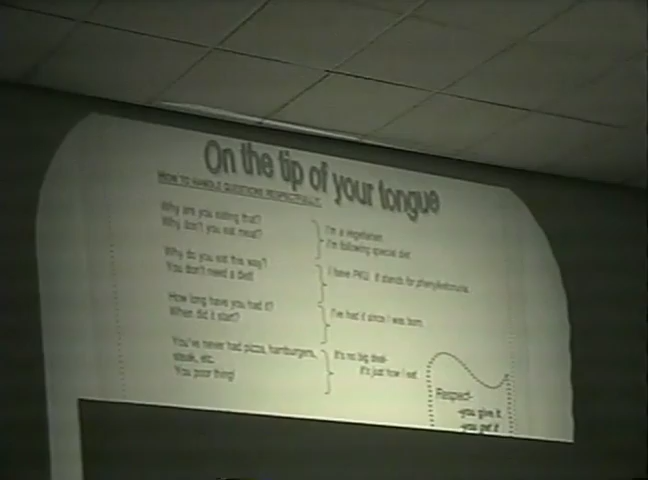 On the tip of your tongue
HOW TO HANDLE QUESTIONS RESPECTFULLY:
Why are you eating that?
Why don't you eat meat?
I'm a vegetarian.
I'm following special diet
Why do you eat this way?
You don't need a diet!
I have PKU. It stands for phenylketonuria.
How long have you had it?
When did it start?
I've had it since I was born.
You've never had pizza, hamburgers,
steak, etc.
You poor thing!
It's no big deal-
It's just how I eat.
Respect-
-you give it
-you get it